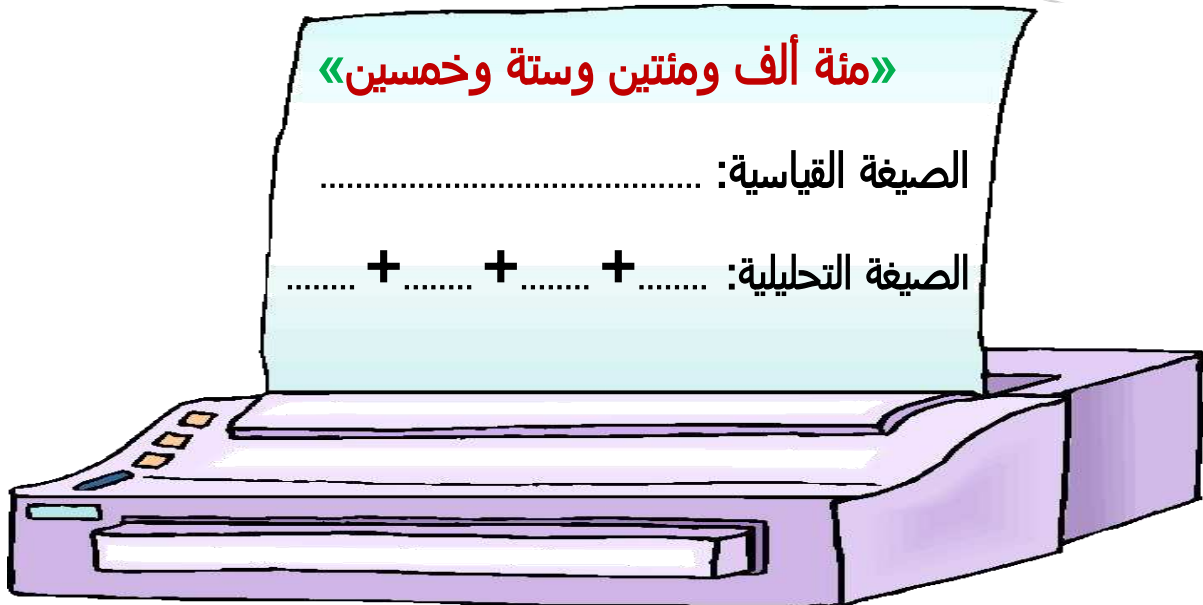 «مئة ألف ومئتين وستة وخمسين»
الصيغة القياسية: ............................................
الصيغة التحليلية: ........+........+........+........